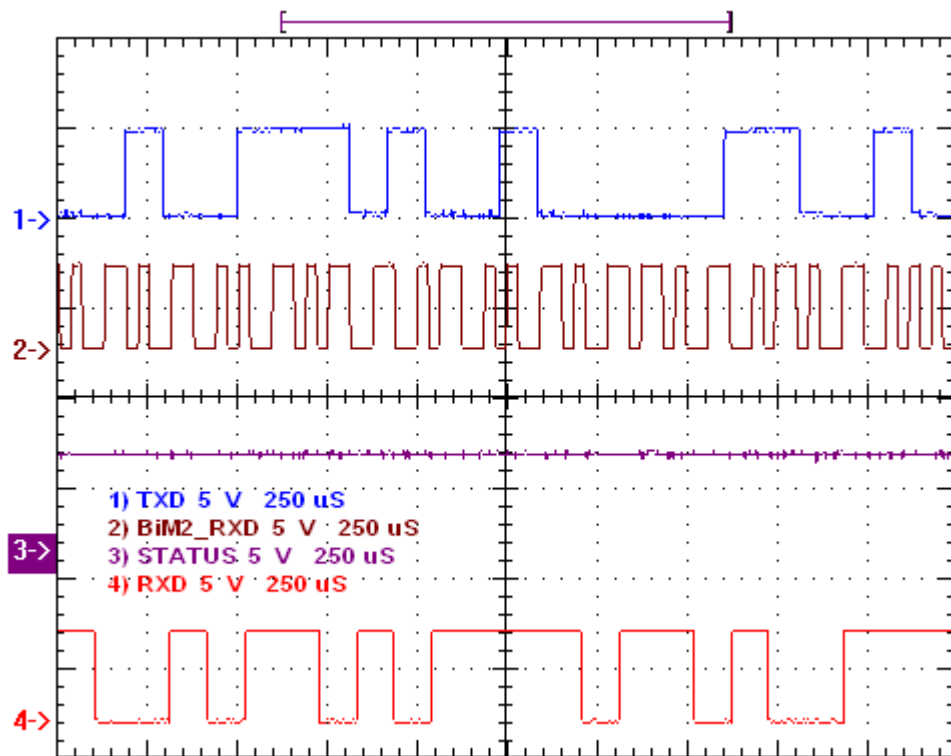 1->
2->
1) TXD 5 V 250 uS
2) BiM2_RXD 5 V 250 uS
3) STATUS 5 V 250 uS
3->
4) RXD 5 V 250 uS
4->